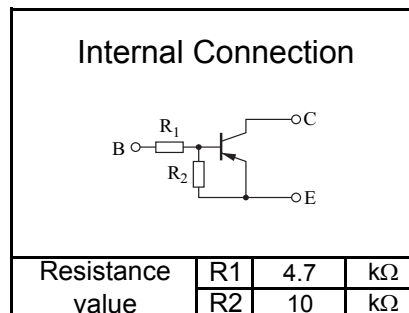 Internal Connection
C
R1
B
R2
E
Resistance value R1 4.7 kΩ
R2 10 kΩ